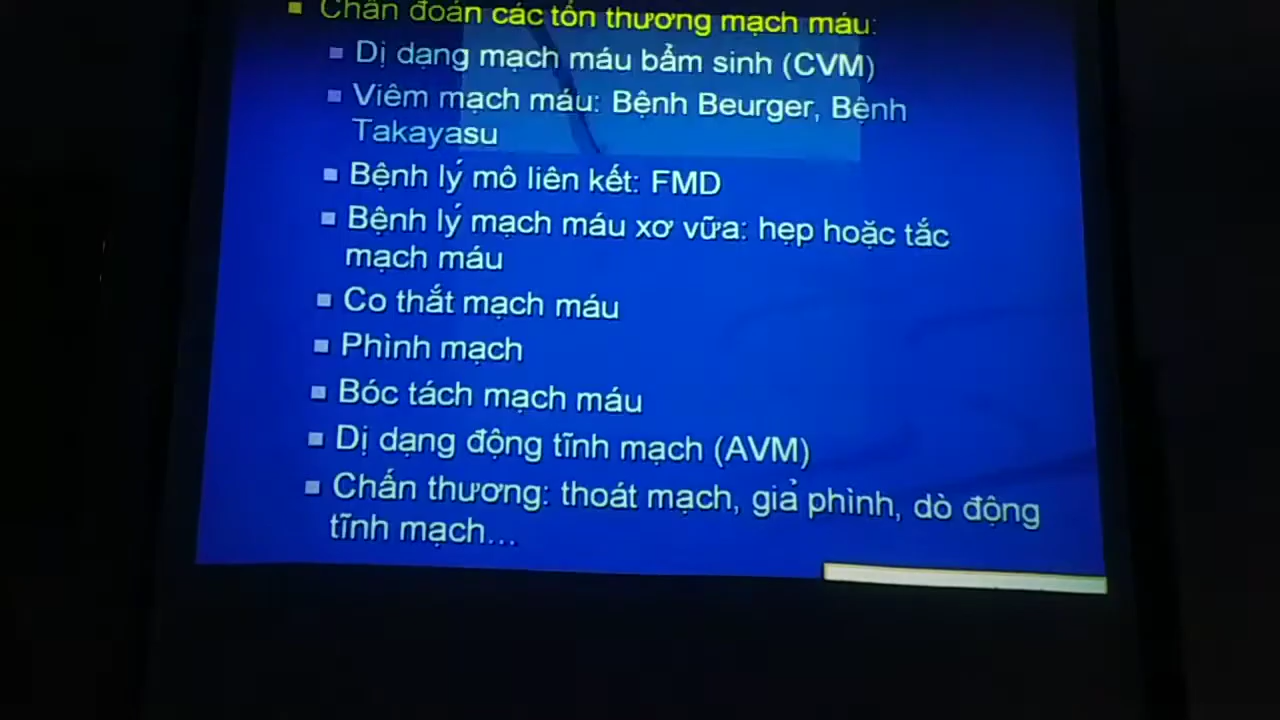 Chẩn đoán các tổn thương mạch máu:
Dị dạng mạch máu bẩm sinh (CVM)
Viêm mạch máu: Bệnh Beurger, Bệnh
Takayasu
Bệnh lý mô liên kết: FMD
Bệnh lý mạch máu xơ vữa: hẹp hoặc tắc
mạch máu
Co thắt mạch máu
Phình mạch
Bóc tách mạch máu
Dị dạng động tĩnh mạch (AVM)
Chấn thương: thoát mạch, giả phình, dò động
tĩnh mạch...